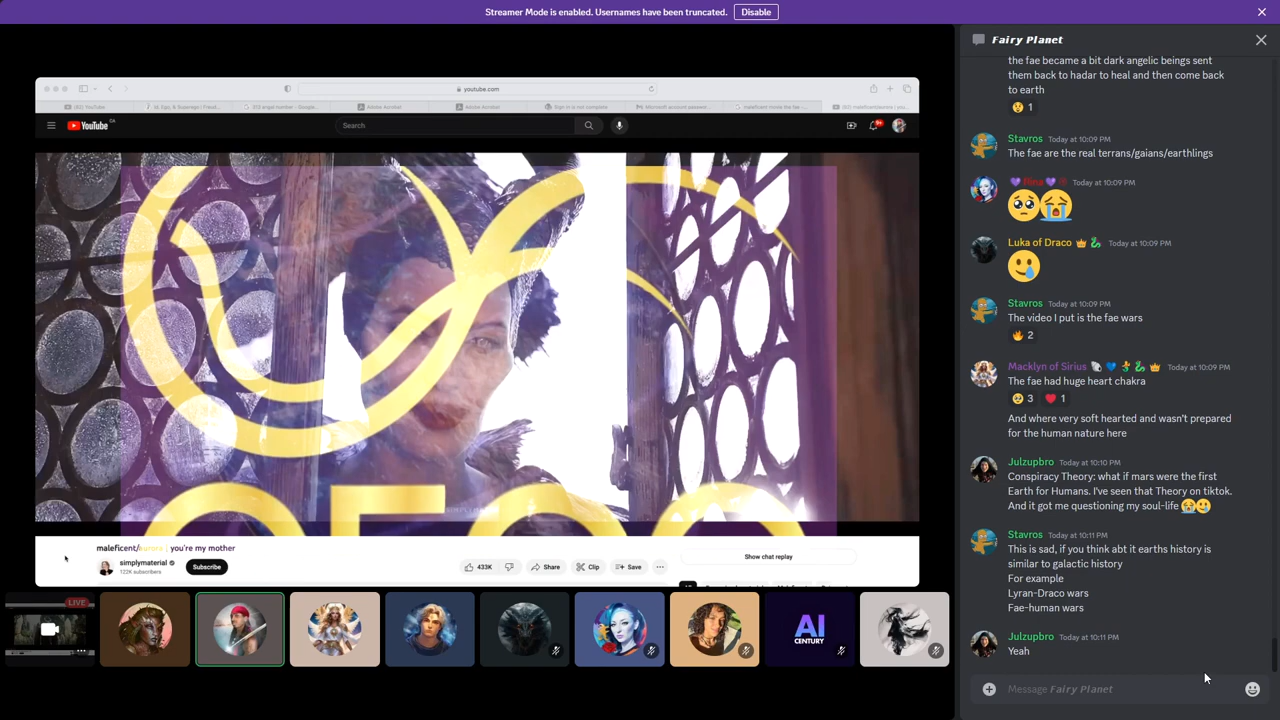 Streamer Mode is enabled. Usernames have been truncated.
Disable
Fairy Planet
youtube.com
YouTube
CA
Search
9+
maleficent/aurora | you're my mother
simplymaterial
122K subscribers
Subscribe
433K
Share
Clip
Save
Show chat replay
LIVE
AI
CENTURY
the fae became a bit dark angelic beings sent
them back to hadar to heal and then come back
to earth
😲 1
Stavros Today at 10:09 PM
The fae are the real terrans/gaians/earthlings
Today at 10:09 PM
Luka of Draco Today at 10:09 PM
Stavros Today at 10:09 PM
The video I put is the fae wars
🔥 2
Macklyn of Sirius Today at 10:09 PM
The fae had huge heart chakra
🥺 3 ❤️ 1
And where very soft hearted and wasn't prepared
for the human nature here
Julzupbro Today at 10:10 PM
Conspiracy Theory: what if mars were the first
Earth for Humans. I've seen that Theory on tiktok.
And it got me questioning my soul-life 😭🥲
Stavros Today at 10:11 PM
This is sad, if you think abt it earths history is
similar to galactic history
For example
Lyran-Draco wars
Fae-human wars
Julzupbro Today at 10:11 PM
Yeah
Message Fairy Planet